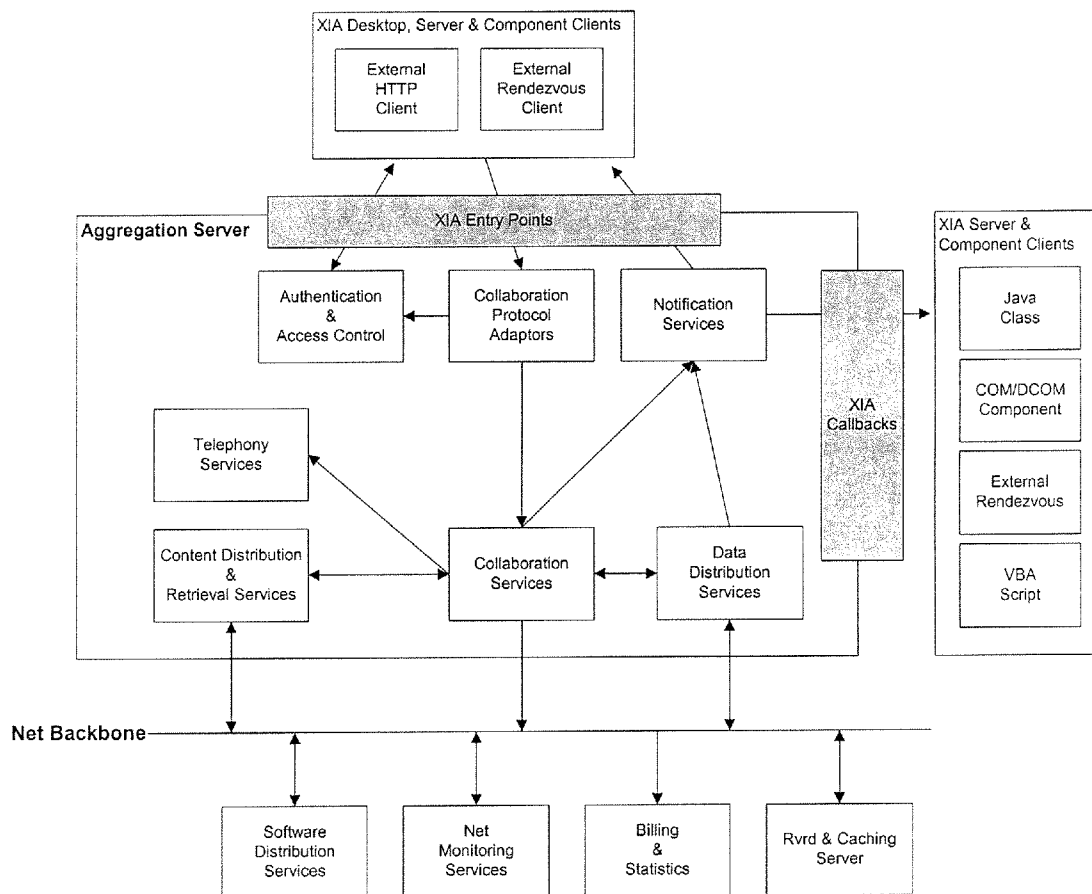 XIA Desktop, Server & Component Clients
External
HTTP
Client
External
Rendezvous
Client
XIA Entry Points
Aggregation Server
Authentication
&
Access Control
Collaboration
Protocol
Adaptors
Notification
Services
XIA
Callbacks
XIA Server &
Component Clients
Java
Class
COM/DCOM
Component
External
Rendezvous
VBA
Script
Telephony
Services
Content Distribution
&
Retrieval Services
Collaboration
Services
Data
Distribution
Services
Net Backbone
Software
Distribution
Services
Net
Monitoring
Services
Billing
&
Statistics
Rvrd & Caching
Server